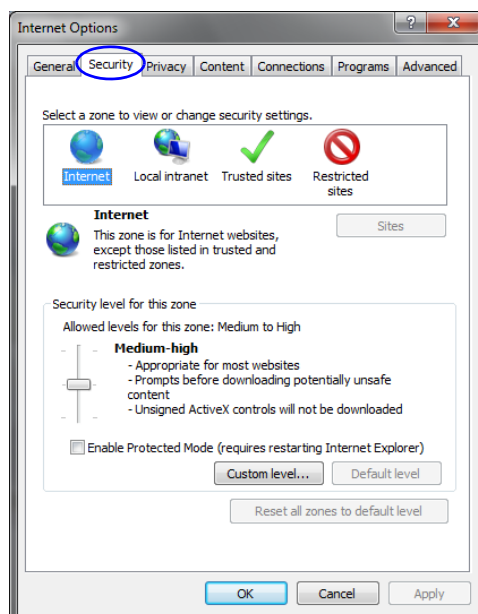 Internet Options
?
X
General Security Privacy Content Connections Programs Advanced
Select a zone to view or change security settings.
Internet Local intranet Trusted sites Restricted
sites
Internet
Sites
This zone is for Internet websites,
except those listed in trusted and
restricted zones.
Security level for this zone
Allowed levels for this zone: Medium to High
Medium-high
- Appropriate for most websites
- Prompts before downloading potentially unsafe
content
- Unsigned ActiveX controls will not be downloaded
Enable Protected Mode (requires restarting Internet Explorer)
Custom level... Default level
Reset all zones to default level
OK Cancel Apply